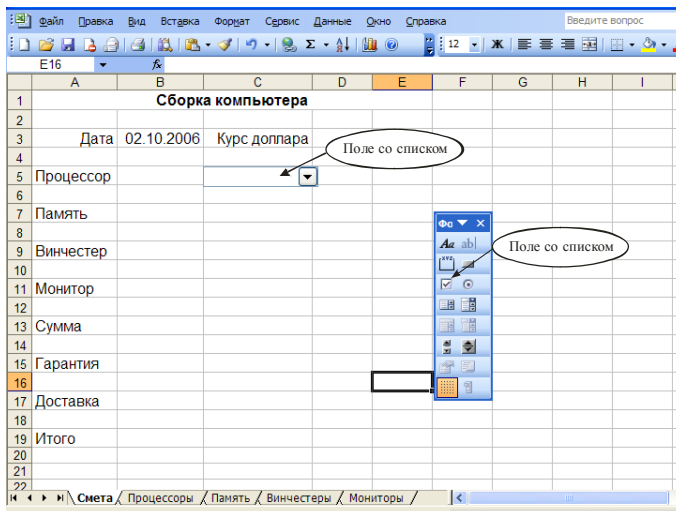 Файл Правка Вид Вставка Формат Сервис Данные Окно Справка Введите вопрос
Σ 12 Ж
E16 fx
A B C D E F G H I
1 Сборка компьютера
2
3 Дата 02.10.2006 Курс доллара
Поле со списком
4
5 Процессор
6
7 Память
Фо
8
Aa ab|
9 Винчестер
Поле со списком
10
xyz
11 Монитор
12
13 Сумма
14
15 Гарантия
16
17 Доставка
18
19 Итого
20
21
22
Смета Процессоры Память Винчестеры Мониторы